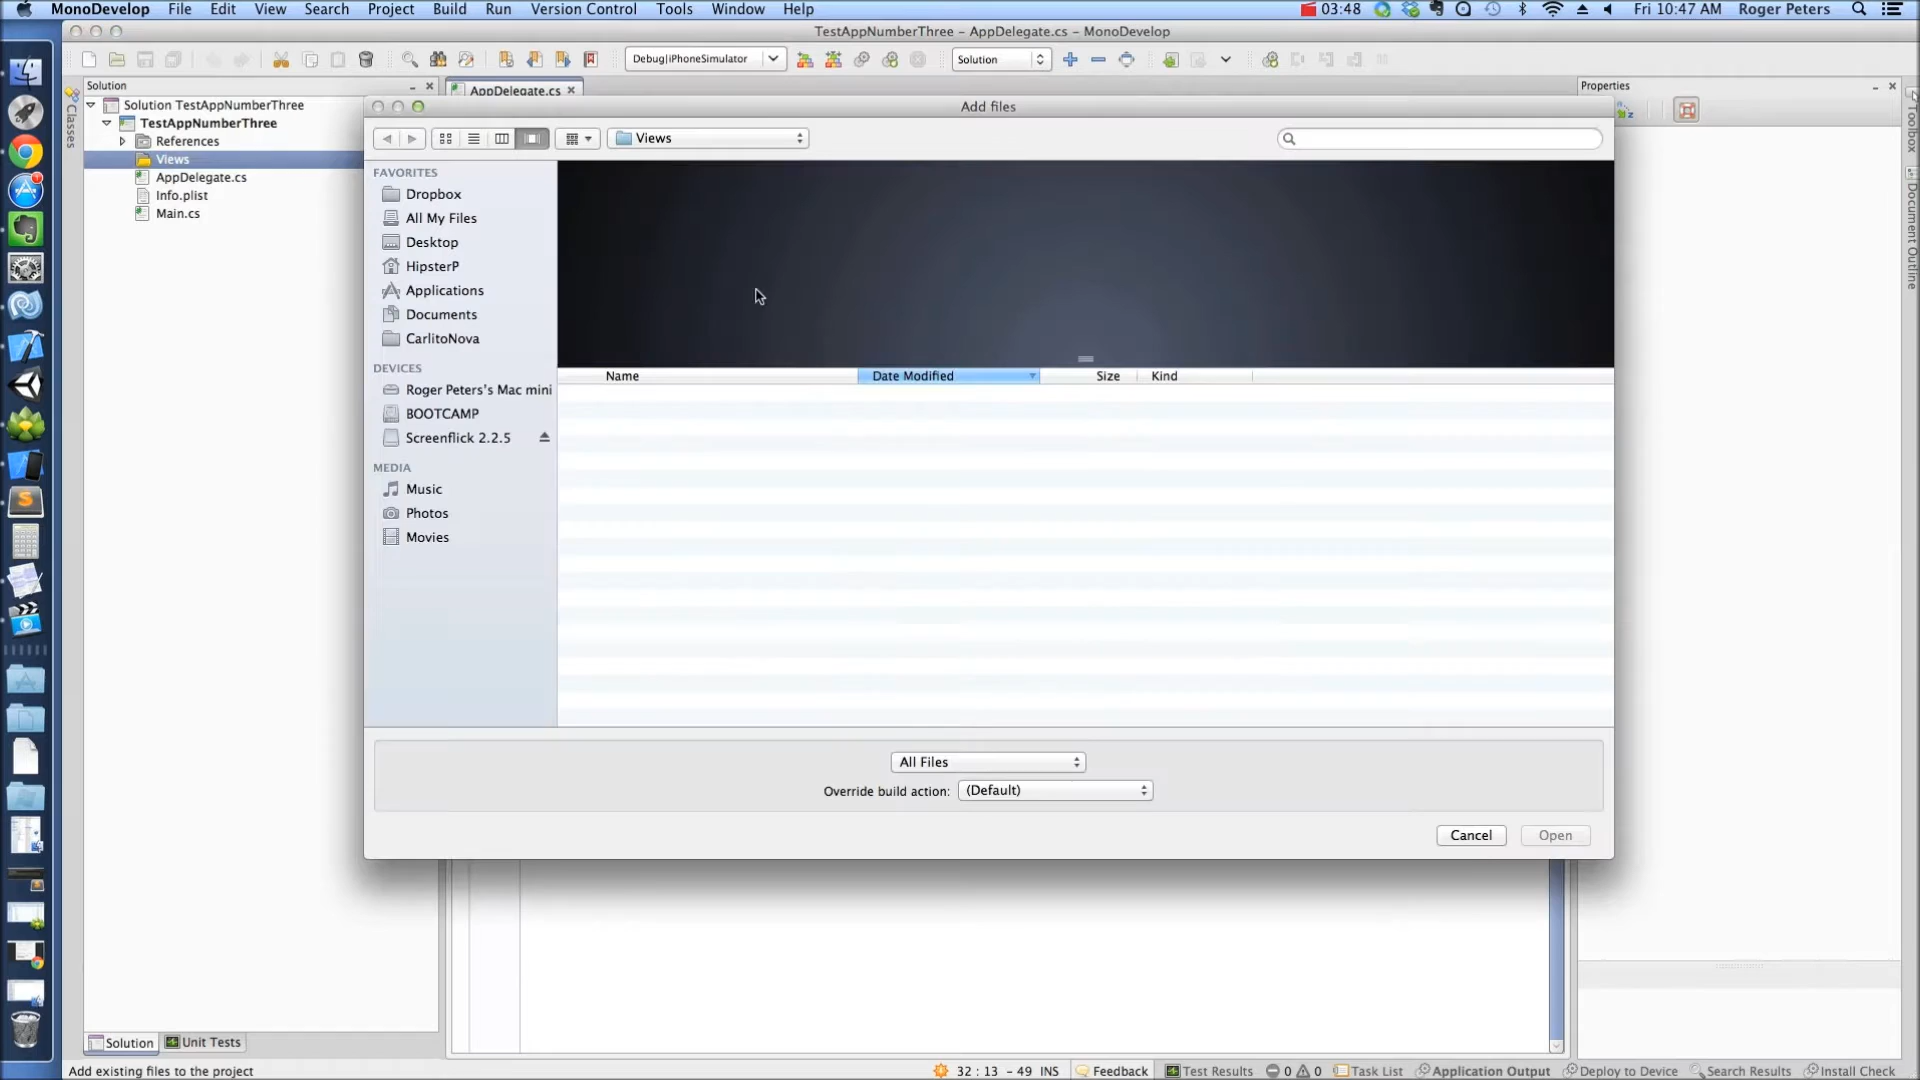 MonoDevelop File Edit View Search Project Build Run Version Control Tools Window Help 03:48 Fri 10:47 AM Roger Peters
TestAppNumberThree – AppDelegate.cs – MonoDevelop
Debug|iPhoneSimulator Solution
Solution
AppDelegate.cs
Properties
Classes
Toolbox
Document Outline
Solution TestAppNumberThree
TestAppNumberThree
References
Views
AppDelegate.cs
Info.plist
Main.cs
Add files
Views
FAVORITES
Dropbox
All My Files
Desktop
HipsterP
Applications
Documents
CarlitoNova
DEVICES
Roger Peters's Mac mini
BOOTCAMP
Screenflick 2.2.5
MEDIA
Music
Photos
Movies
Name Date Modified Size Kind
All Files
Override build action: (Default)
Cancel Open
Solution Unit Tests
Add existing files to the project
32 : 13 - 49 INS Feedback Test Results 0 0 Task List Application Output Deploy to Device Search Results Install Check